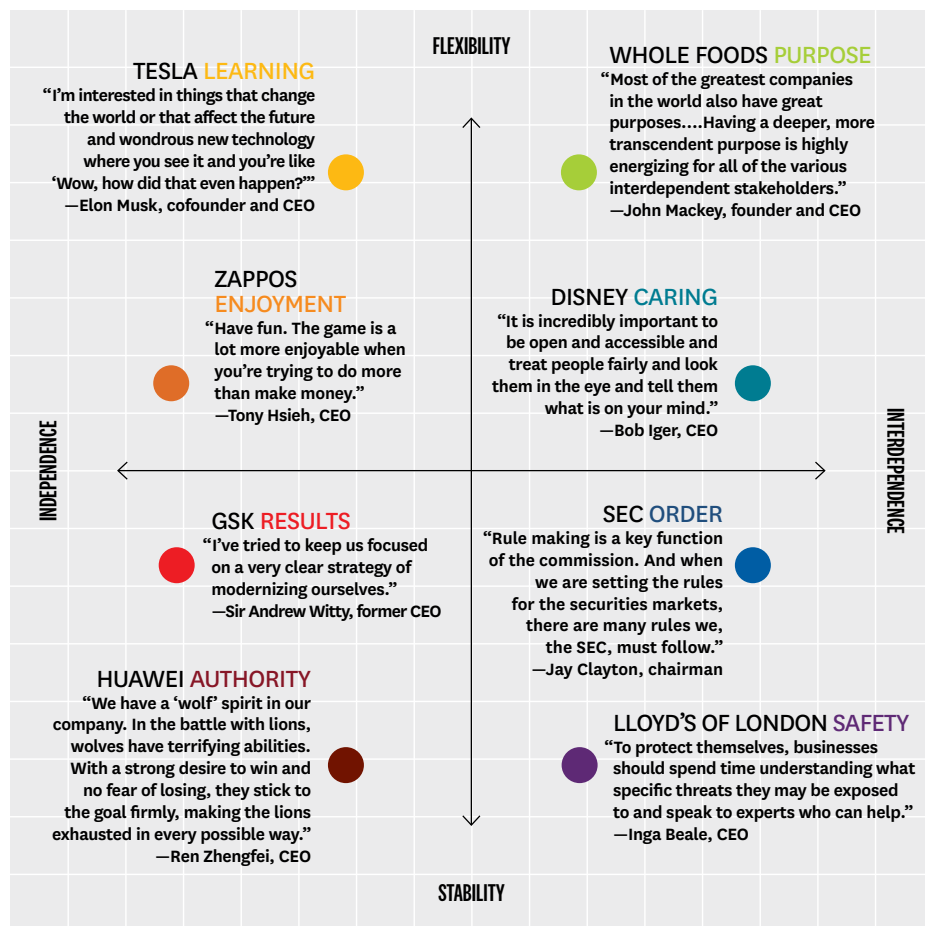 FLEXIBILITY
TESLA LEARNING
“I’m interested in things that change
the world or that affect the future
and wondrous new technology
where you see it and you’re like
‘Wow, how did that even happen?’”
—Elon Musk, cofounder and CEO
WHOLE FOODS PURPOSE
“Most of the greatest companies
in the world also have great
purposes....Having a deeper, more
transcendent purpose is highly
energizing for all of the various
interdependent stakeholders.”
—John Mackey, founder and CEO
ZAPPOS
ENJOYMENT
“Have fun. The game is a
lot more enjoyable when
you’re trying to do more
than make money.”
—Tony Hsieh, CEO
DISNEY CARING
“It is incredibly important to
be open and accessible and
treat people fairly and look
them in the eye and tell them
what is on your mind.”
—Bob Iger, CEO
INDEPENDENCE
INTERDEPENDENCE
GSK RESULTS
“I’ve tried to keep us focused
on a very clear strategy of
modernizing ourselves.”
—Sir Andrew Witty, former CEO
SEC ORDER
“Rule making is a key function
of the commission. And when
we are setting the rules
for the securities markets,
there are many rules we,
the SEC, must follow.”
—Jay Clayton, chairman
HUAWEI AUTHORITY
“We have a ‘wolf’ spirit in our
company. In the battle with lions,
wolves have terrifying abilities.
With a strong desire to win and
no fear of losing, they stick to
the goal firmly, making the lions
exhausted in every possible way.”
—Ren Zhengfei, CEO
LLOYD’S OF LONDON SAFETY
“To protect themselves, businesses
should spend time understanding what
specific threats they may be exposed
to and speak to experts who can help.”
—Inga Beale, CEO
STABILITY